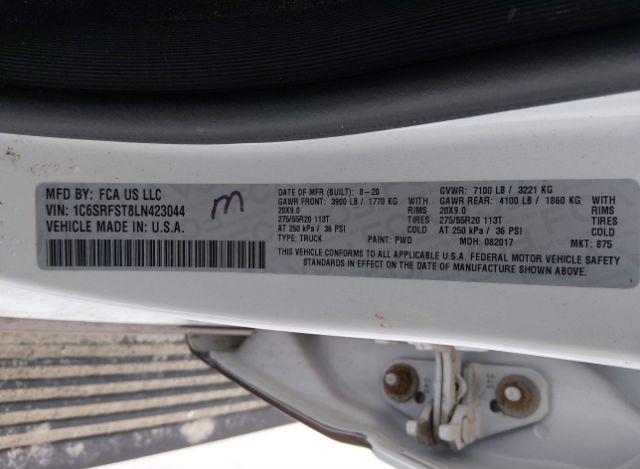 MFD BY: FCA US LLC
VIN: 1C6SRFST8LN423044
VEHICLE MADE IN: U.S.A.
m
DATE OF MFR (BUILT): 8-20 GVWR: 7100 LB / 3221 KG
GAWR FRONT: 3900 LB / 1770 KG WITH GAWR REAR: 4100 LB / 1860 KG WITH
20X9.0 RIMS 20X9.0 RIMS
275/55R20 113T TIRES 275/55R20 113T TIRES
AT 250 kPa / 36 PSI COLD AT 250 kPa / 36 PSI COLD
TYPE: TRUCK PAINT: PWD MDH: 082017 MKT: 875
THIS VEHICLE CONFORMS TO ALL APPLICABLE U.S.A. FEDERAL MOTOR VEHICLE SAFETY
STANDARDS IN EFFECT ON THE DATE OF MANUFACTURE SHOWN ABOVE.